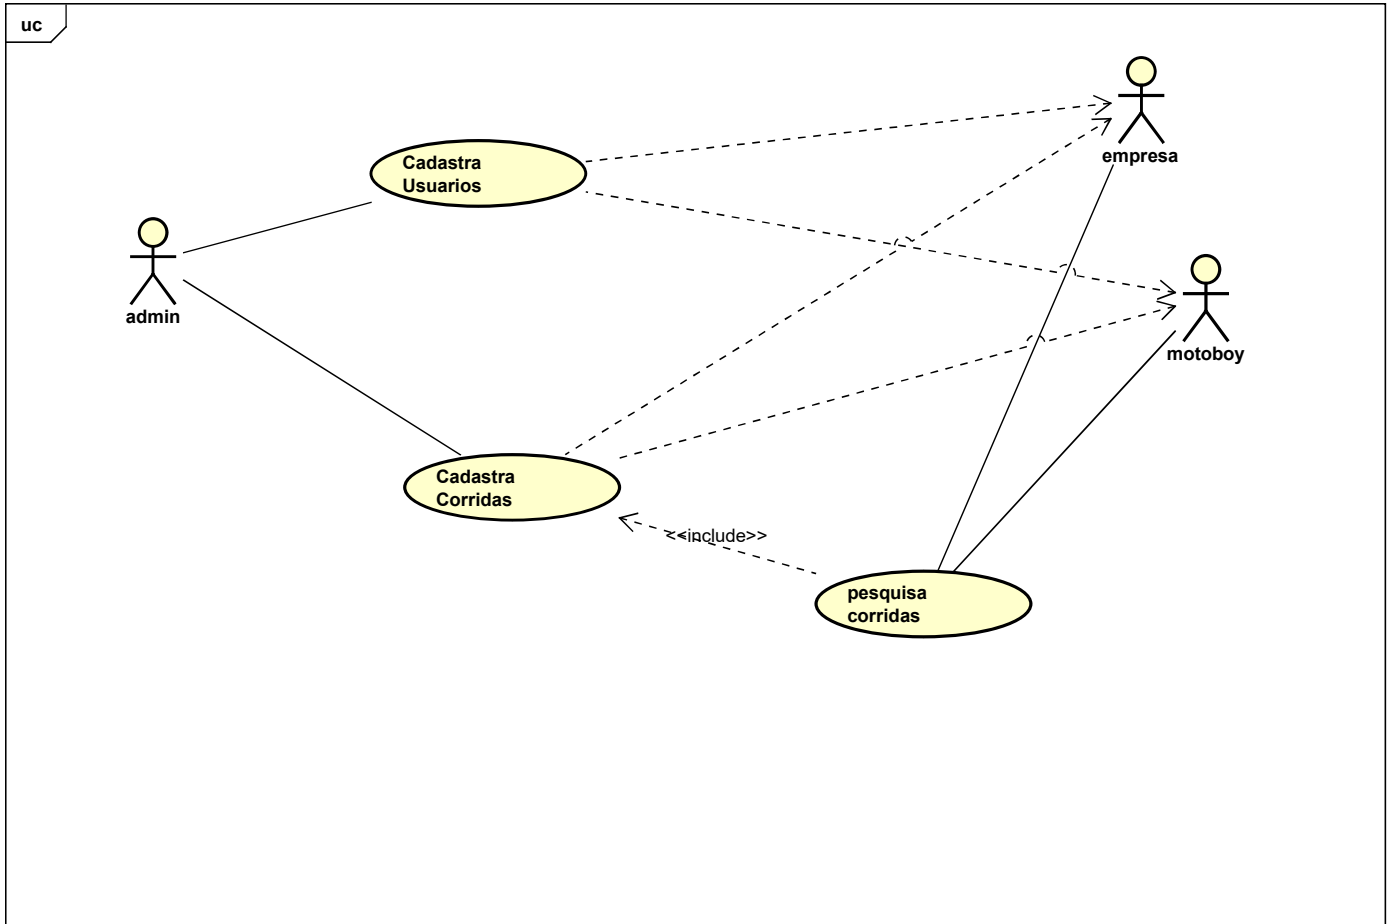 uc
empresa
Cadastra
Usuarios
admin
motoboy
Cadastra
Corridas
<<include>>
pesquisa
corridas